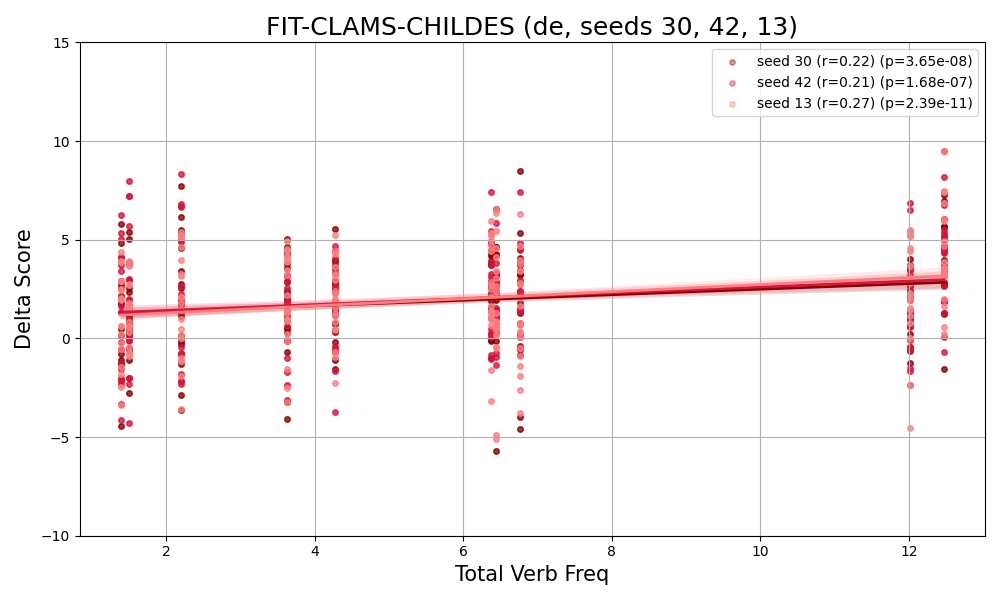 FIT-CLAMS-CHILDES (de, seeds 30, 42, 13)
seed 30 (r=0.22) (p=3.65e-08)
seed 42 (r=0.21) (p=1.68e-07)
seed 13 (r=0.27) (p=2.39e-11)
15
10
5
0
−5
−10
Delta Score
2 4 6 8 10 12
Total Verb Freq